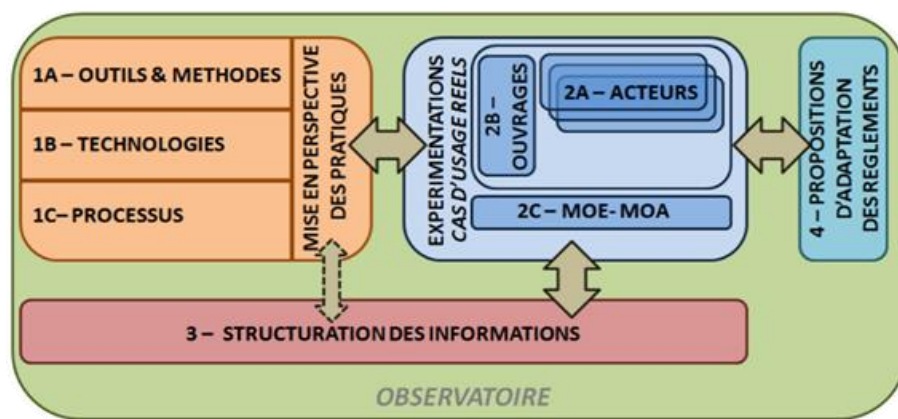 1A – OUTILS & METHODES
1B – TECHNOLOGIES
1C– PROCESSUS
MISE EN PERSPECTIVE
DES PRATIQUES
EXPERIMENTATIONS
CAS D'USAGE REELS
2B –
OUVRAGES
2A – ACTEURS
2C – MOE- MOA
4 – PROPOSITIONS
D'ADAPTATION
DES REGLEMENTS
3 – STRUCTURATION DES INFORMATIONS
OBSERVATOIRE